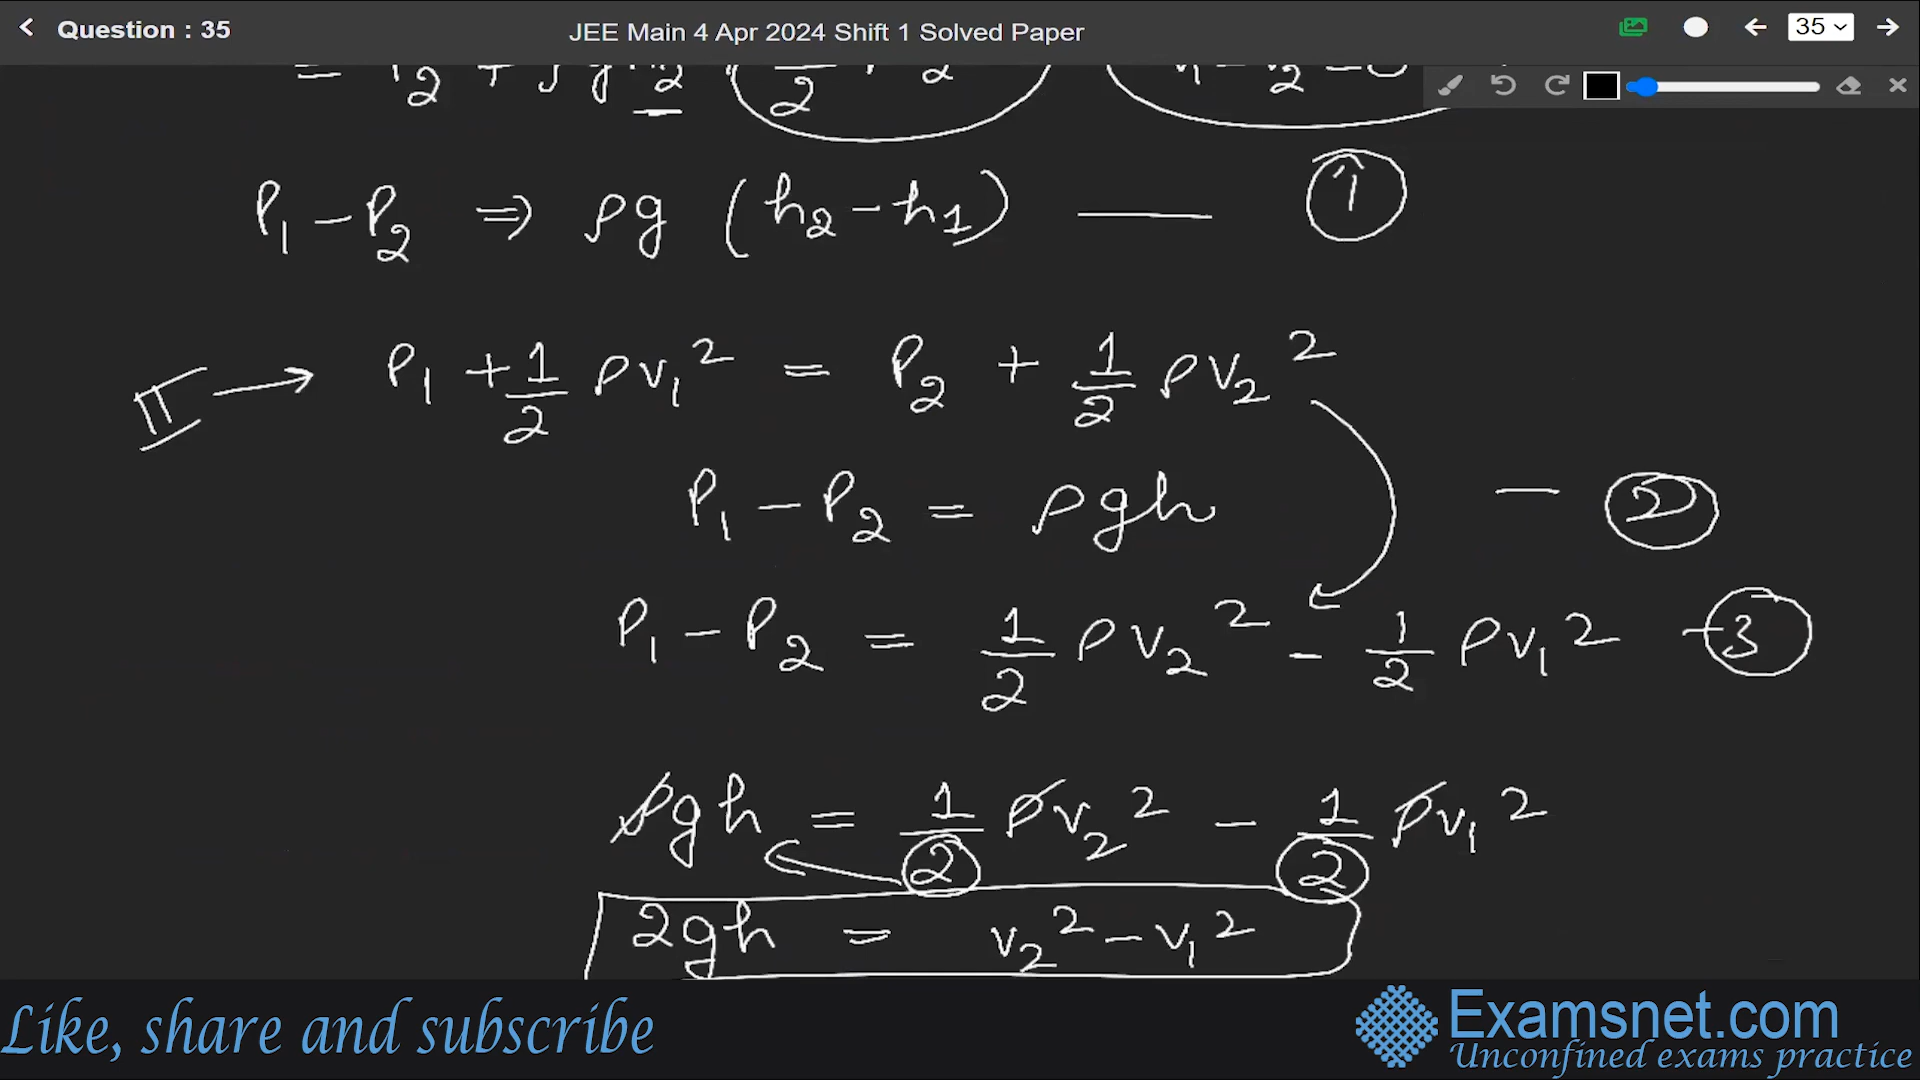 Question : 35
JEE Main 4 Apr 2024 Shift 1 Solved Paper
35
P₁ - P₂ ⇒ ρg (h₂ - h₁) — ①
II → P₁ + 1/2 ρv₁² = P₂ + 1/2 ρv₂²
P₁ - P₂ = ρgh — ②
P₁ - P₂ = 1/2 ρv₂² - 1/2 ρv₁² - ③
ρgh = 1/2 ρv₂² - 1/2 ρv₁²
2gh = v₂² - v₁²
Like, share and subscribe
Examsnet.com
Unconfined exams practice